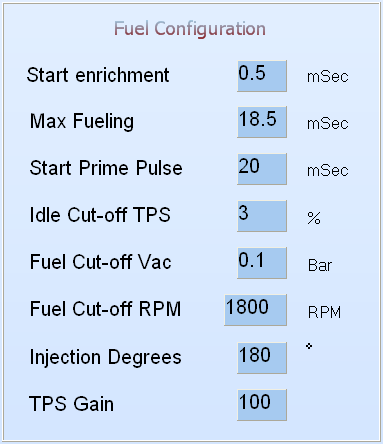 Fuel Configuration
Start enrichment 0.5 mSec
Max Fueling 18.5 mSec
Start Prime Pulse 20 mSec
Idle Cut-off TPS 3 %
Fuel Cut-off Vac 0.1 Bar
Fuel Cut-off RPM 1800 RPM
Injection Degrees 180 °
TPS Gain 100